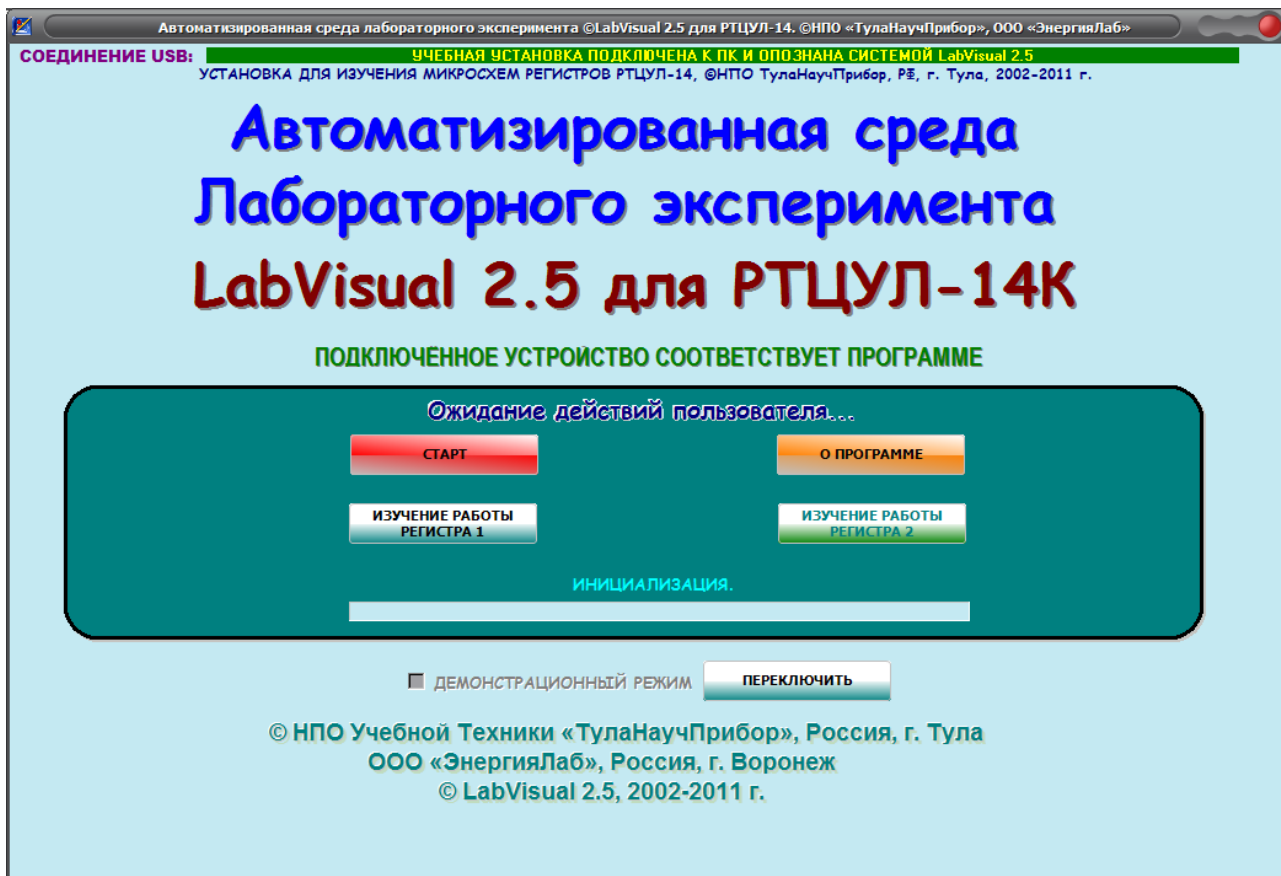 Автоматизированная среда лабораторного эксперимента ©LabVisual 2.5 для РТЦУЛ-14. ©НПО «ТулаНаучПрибор», ООО «ЭнергияЛаб»
СОЕДИНЕНИЕ USB: УЧЕБНАЯ УСТАНОВКА ПОДКЛЮЧЕНА К ПК И ОПОЗНАНА СИСТЕМОЙ LabVisual 2.5
УСТАНОВКА ДЛЯ ИЗУЧЕНИЯ МИКРОСХЕМ РЕГИСТРОВ РТЦУЛ-14, ©НПО ТулаНаучПрибор, РФ, г. Тула, 2002-2011 г.
Автоматизированная среда
Лабораторного эксперимента
LabVisual 2.5 для РТЦУЛ-14К
ПОДКЛЮЧЕННОЕ УСТРОЙСТВО СООТВЕТСТВУЕТ ПРОГРАММЕ
Ожидание действий пользователя...
СТАРТ
О ПРОГРАММЕ
ИЗУЧЕНИЕ РАБОТЫ
РЕГИСТРА 1
ИЗУЧЕНИЕ РАБОТЫ
РЕГИСТРА 2
ИНИЦИАЛИЗАЦИЯ.
ДЕМОНСТРАЦИОННЫЙ РЕЖИМ
ПЕРЕКЛЮЧИТЬ
© НПО Учебной Техники «ТулаНаучПрибор», Россия, г. Тула
ООО «ЭнергияЛаб», Россия, г. Воронеж
© LabVisual 2.5, 2002-2011 г.